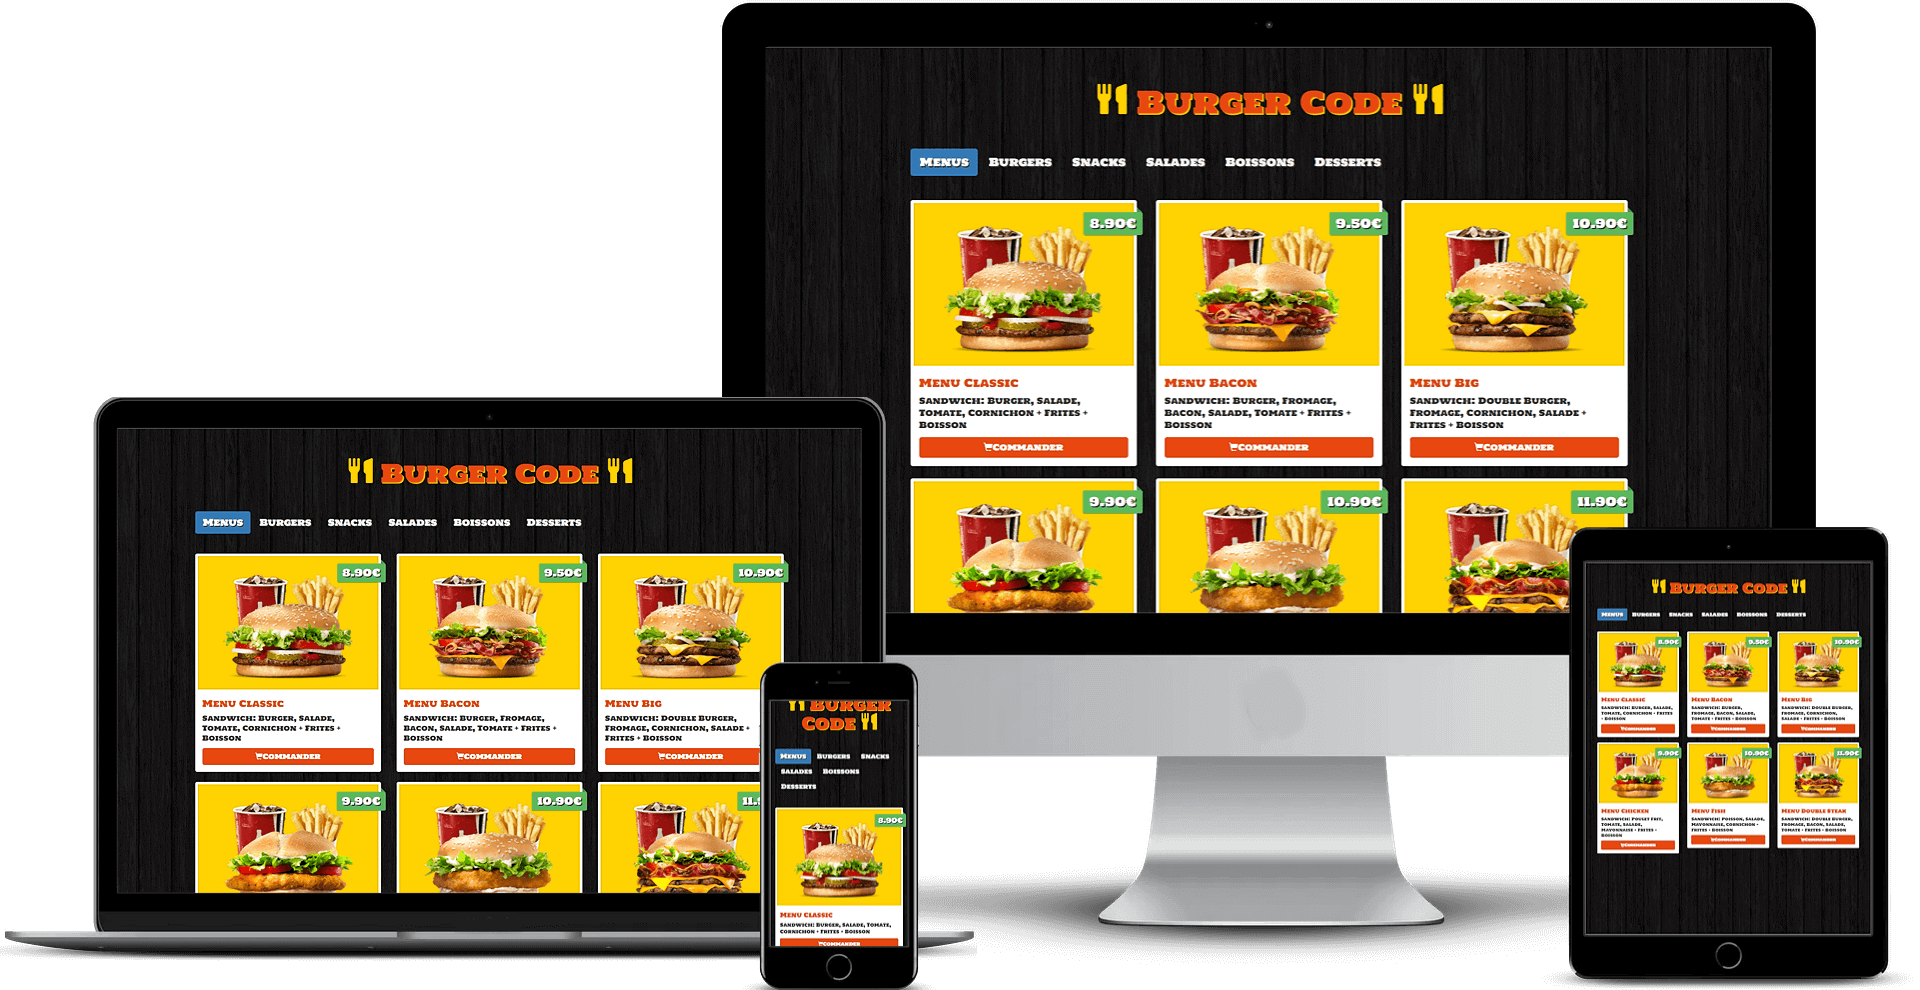 Burger Code
Menus Burgers Snacks Salades Boissons Desserts
8.90€ 9.50€ 10.90€
Menu Classic
Sandwich: Burger, Salade,
Tomate, Cornichon + Frites +
Boisson
Commander
Menu Bacon
Sandwich: Burger, Fromage,
Bacon, Salade, Tomate + Frites +
Boisson
Commander
Menu Big
Sandwich: Double Burger,
Fromage, Cornichon, Salade +
Frites + Boisson
Commander
9.90€ 10.90€ 11.90€
Burger Code
Menus Burgers Snacks Salades Boissons Desserts
8.90€ 9.50€ 10.90€
Menu Classic
Sandwich: Burger, Salade,
Tomate, Cornichon + Frites +
Boisson
Commander
Menu Bacon
Sandwich: Burger, Fromage,
Bacon, Salade, Tomate + Frites +
Boisson
Commander
Menu Big
Sandwich: Double Burger,
Fromage, Cornichon, Salade +
Frites + Boisson
Commander
9.90€ 10.90€
Burger
Code
Menus Burgers Snacks
Salades Boissons
Desserts
8.90€
Menu Classic
Sandwich: Burger, Salade, Tomate,
Cornichon + Frites + Boisson
Commander
Burger Code
Menus Burgers Snacks Salades Boissons Desserts
8.90€ 9.50€ 10.90€
Menu Classic
Sandwich: Burger, Salade,
Tomate, Cornichon + Frites
+ Boisson
Commander
Menu Bacon
Sandwich: Burger,
Fromage, Bacon, Salade,
Tomate + Frites + Boisson
Commander
Menu Big
Sandwich: Double Burger,
Fromage, Cornichon,
Salade + Frites + Boisson
Commander
9.90€ 10.90€ 11.90€
Menu Chicken
Sandwich: Poulet Frit,
Tomate, Salade,
Mayonnaise + Frites +
Boisson
Commander
Menu Fish
Sandwich: Poisson, Salade,
Mayonnaise, Cornichon +
Frites + Boisson
Commander
Menu Double Steak
Sandwich: Double Burger,
Fromage, Bacon, Salade,
Tomate + Frites + Boisson
Commander